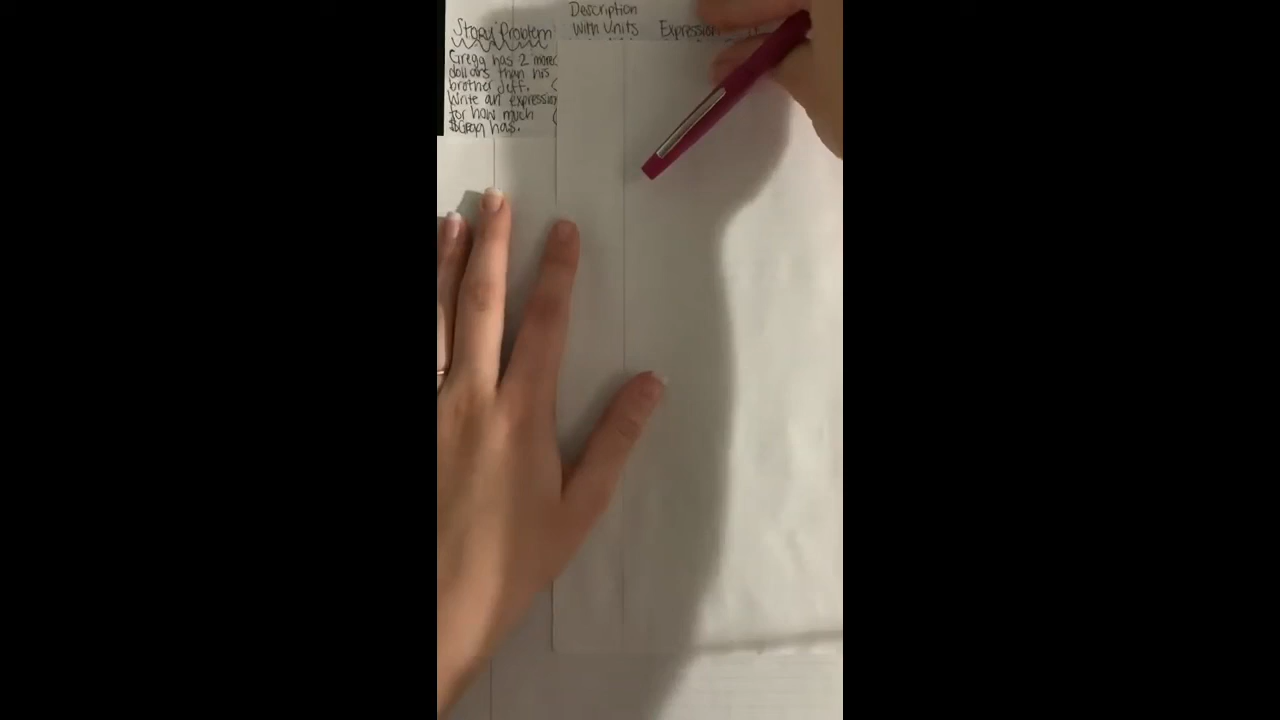 Description
Story Problem With Units Expression
Gregg has 2 more
dollars than his
brother Jeff.
Write an expression
for how much
Gregg has.